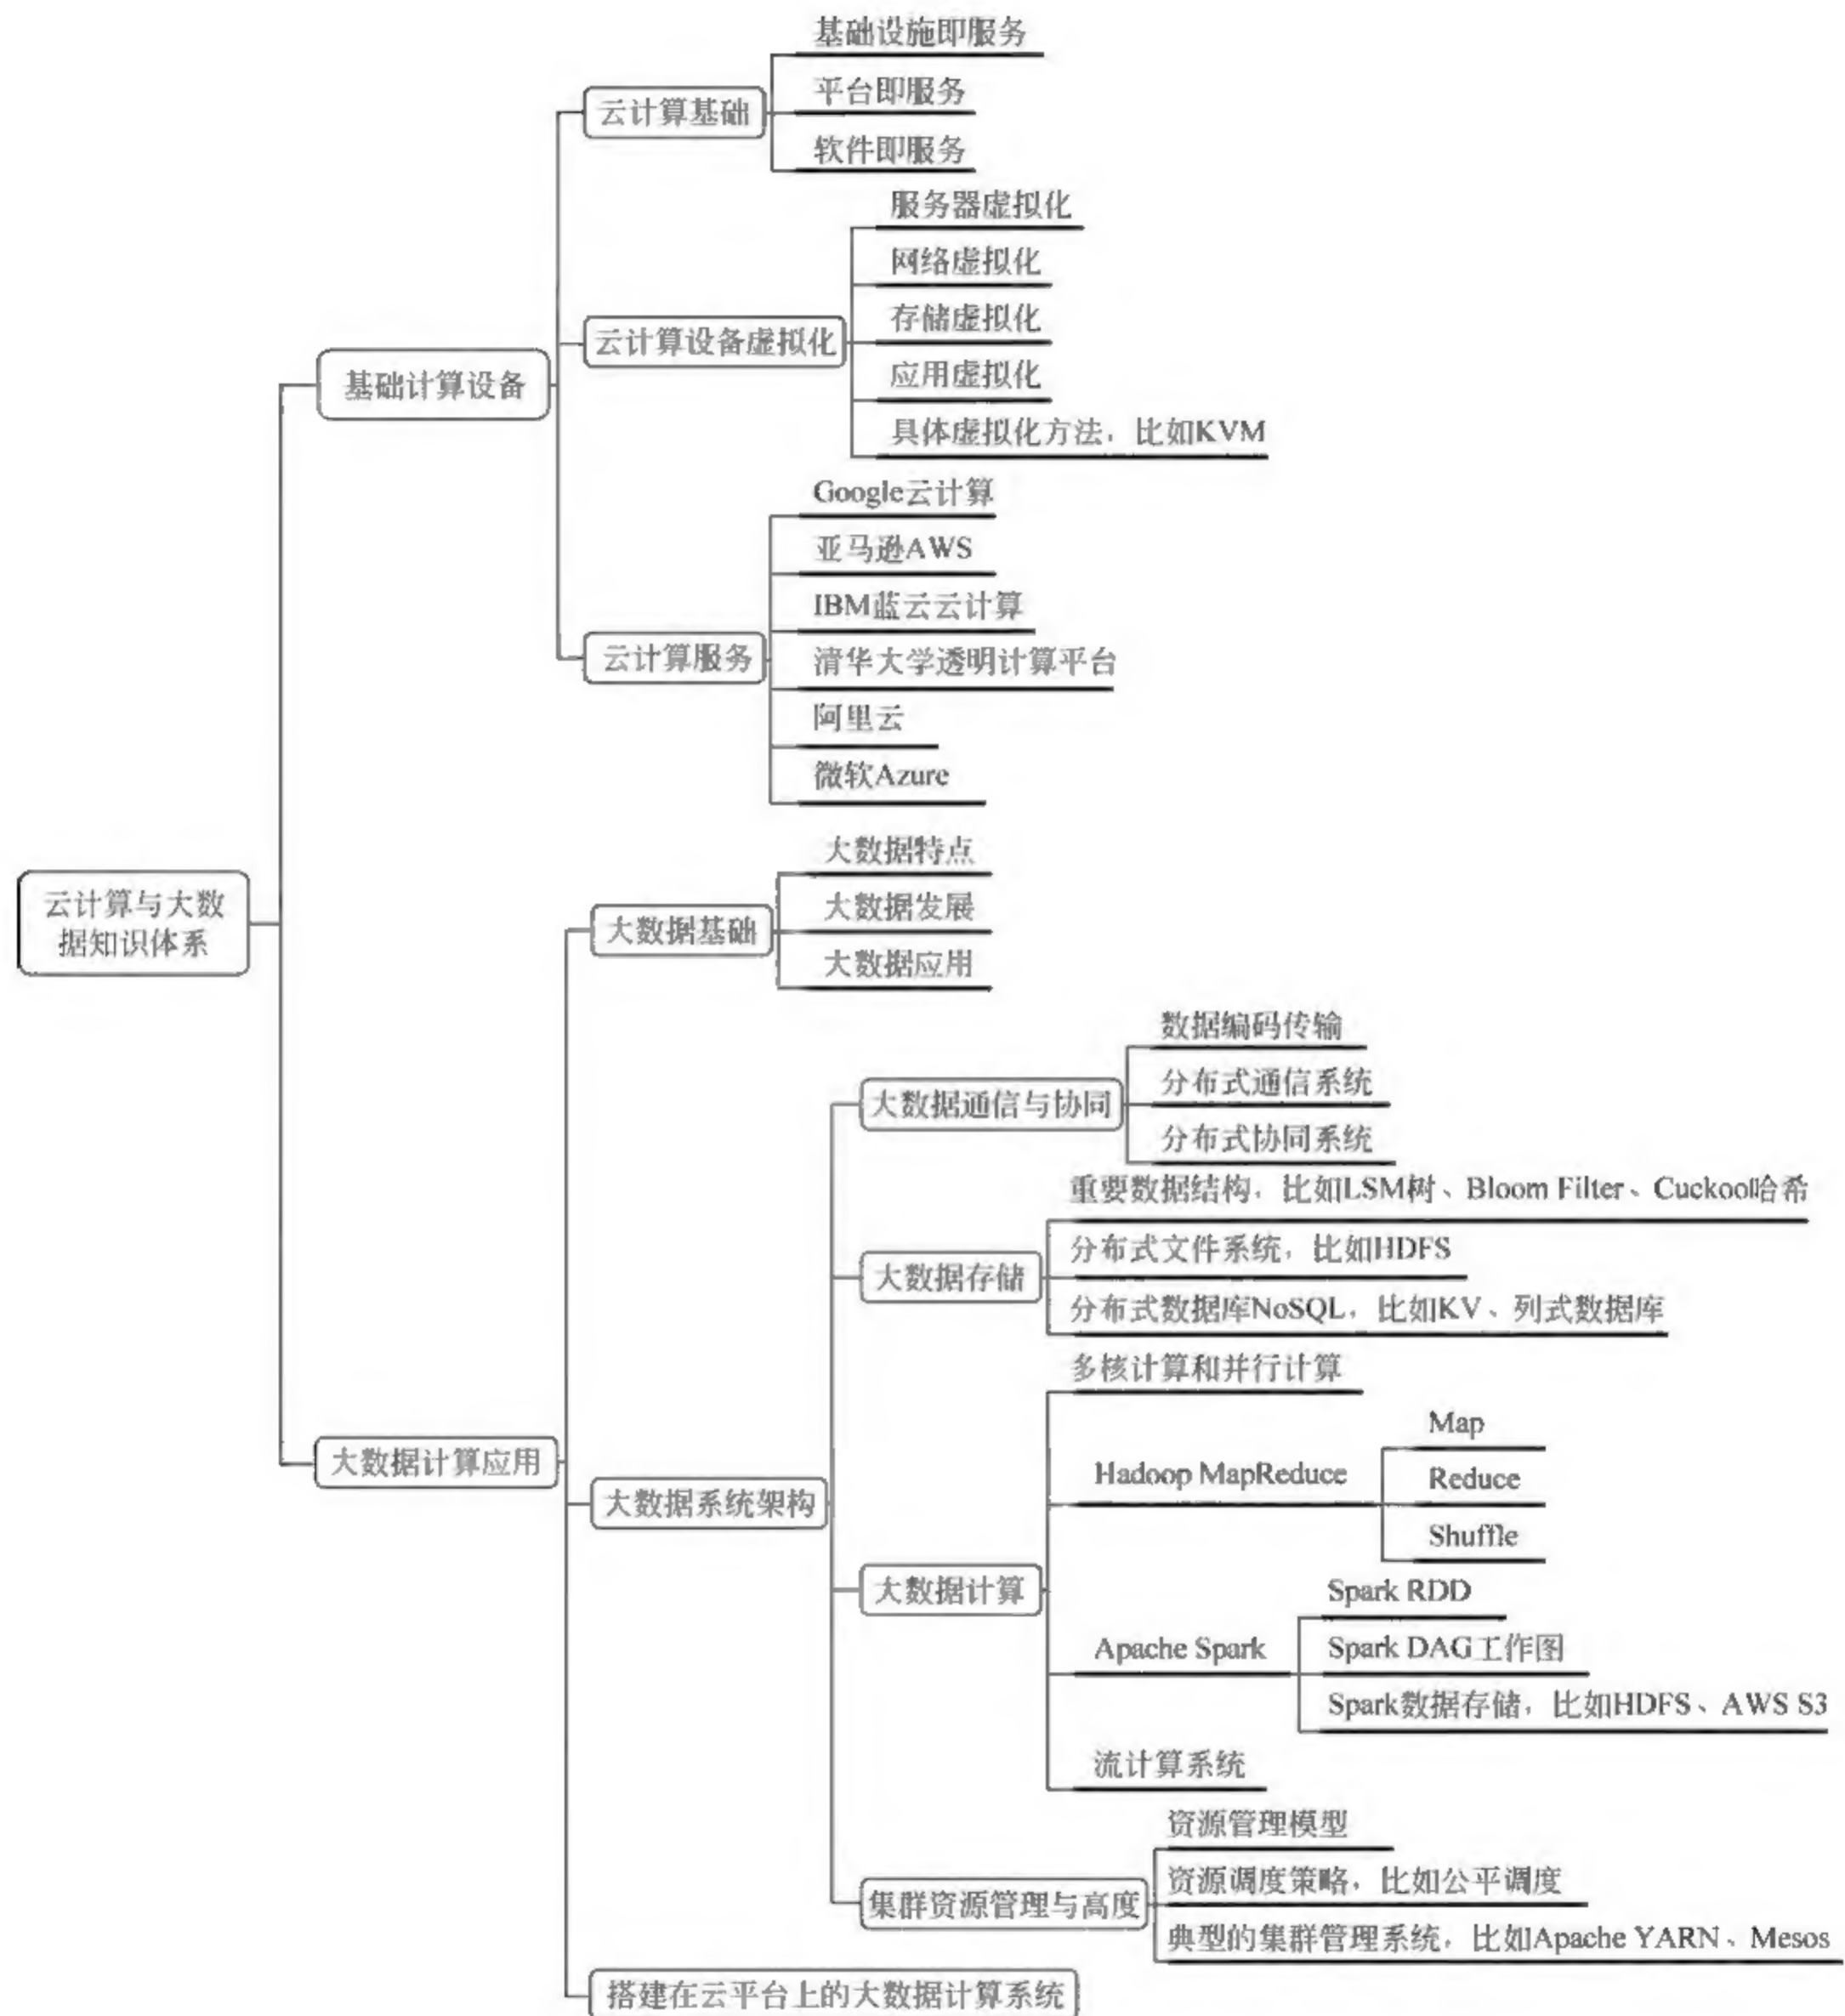 基础设施即服务
平台即服务
云计算基础
软件即服务
服务器虚拟化
网络虚拟化
存储虚拟化
云计算设备虚拟化
应用虚拟化
具体虚拟化方法，比如KVM
基础计算设备
Google云计算
亚马逊AWS
IBM蓝云云计算
云计算服务
清华大学透明计算平台
阿里云
微软Azure
云计算与大数
据知识体系
大数据特点
大数据基础
大数据发展
大数据应用
数据编码传输
大数据通信与协同
分布式通信系统
分布式协同系统
重要数据结构，比如LSM树、Bloom Filter、Cuckoo哈希
大数据存储
分布式文件系统，比如HDFS
分布式数据库NoSQL，比如KV、列式数据库
大数据计算应用
大数据系统架构
多核计算和并行计算
Hadoop MapReduce
Map
Reduce
Shuffle
大数据计算
Apache Spark
Spark RDD
Spark DAG工作图
Spark数据存储，比如HDFS、AWS S3
流计算系统
资源管理模型
集群资源管理与高度
资源调度策略，比如公平调度
典型的集群管理系统，比如Apache YARN、Mesos
搭建在云平台上的大数据计算系统